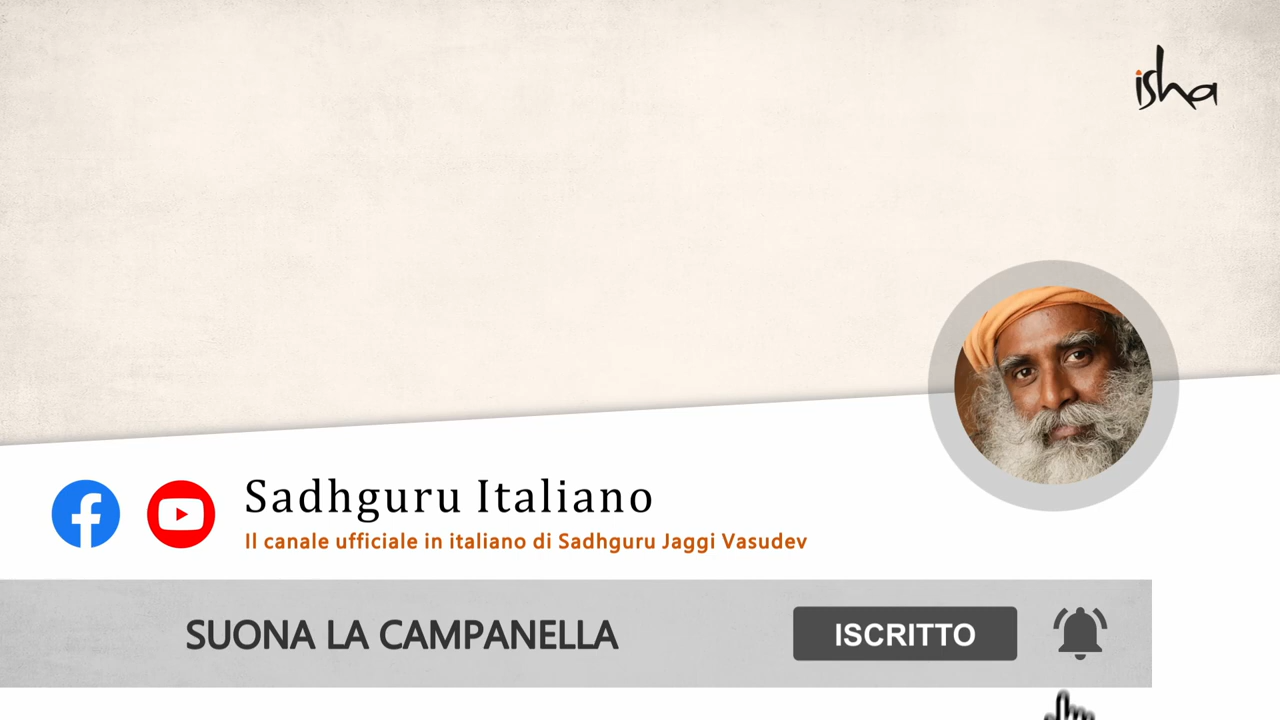 isha
Sadhguru Italiano
Il canale ufficiale in italiano di Sadhguru Jaggi Vasudev
SUONA LA CAMPANELLA
ISCRITTO